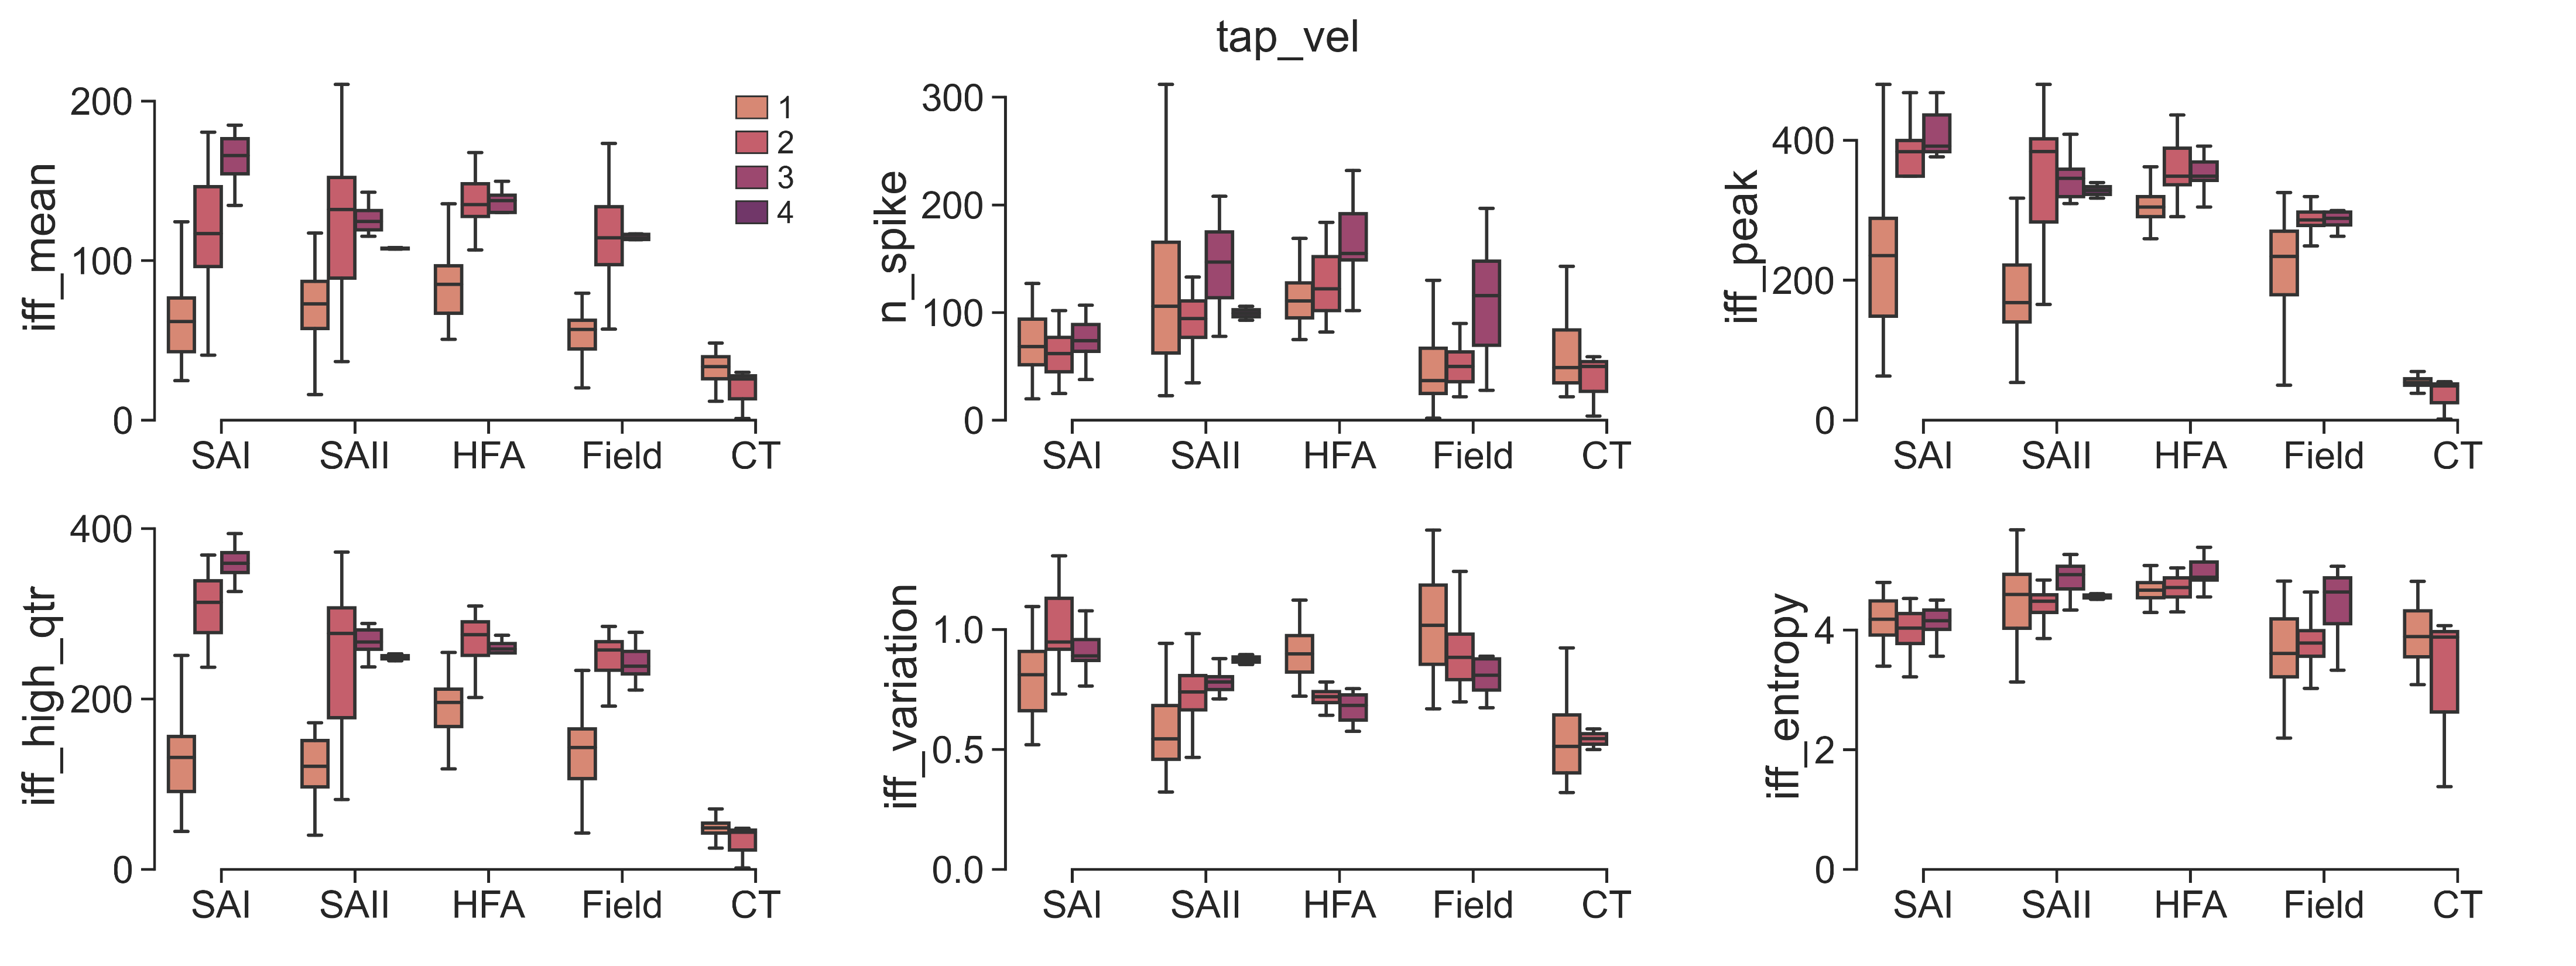 tap_vel
200
100
0
iff_mean
1
2
3
4
SAI SAII HFA Field CT
300
200
100
0
n_spike
SAI SAII HFA Field CT
400
200
0
iff_peak
SAI SAII HFA Field CT
400
200
0
iff_high_qtr
SAI SAII HFA Field CT
1.0
0.5
0.0
iff_variation
SAI SAII HFA Field CT
4
2
0
iff_entropy
SAI SAII HFA Field CT